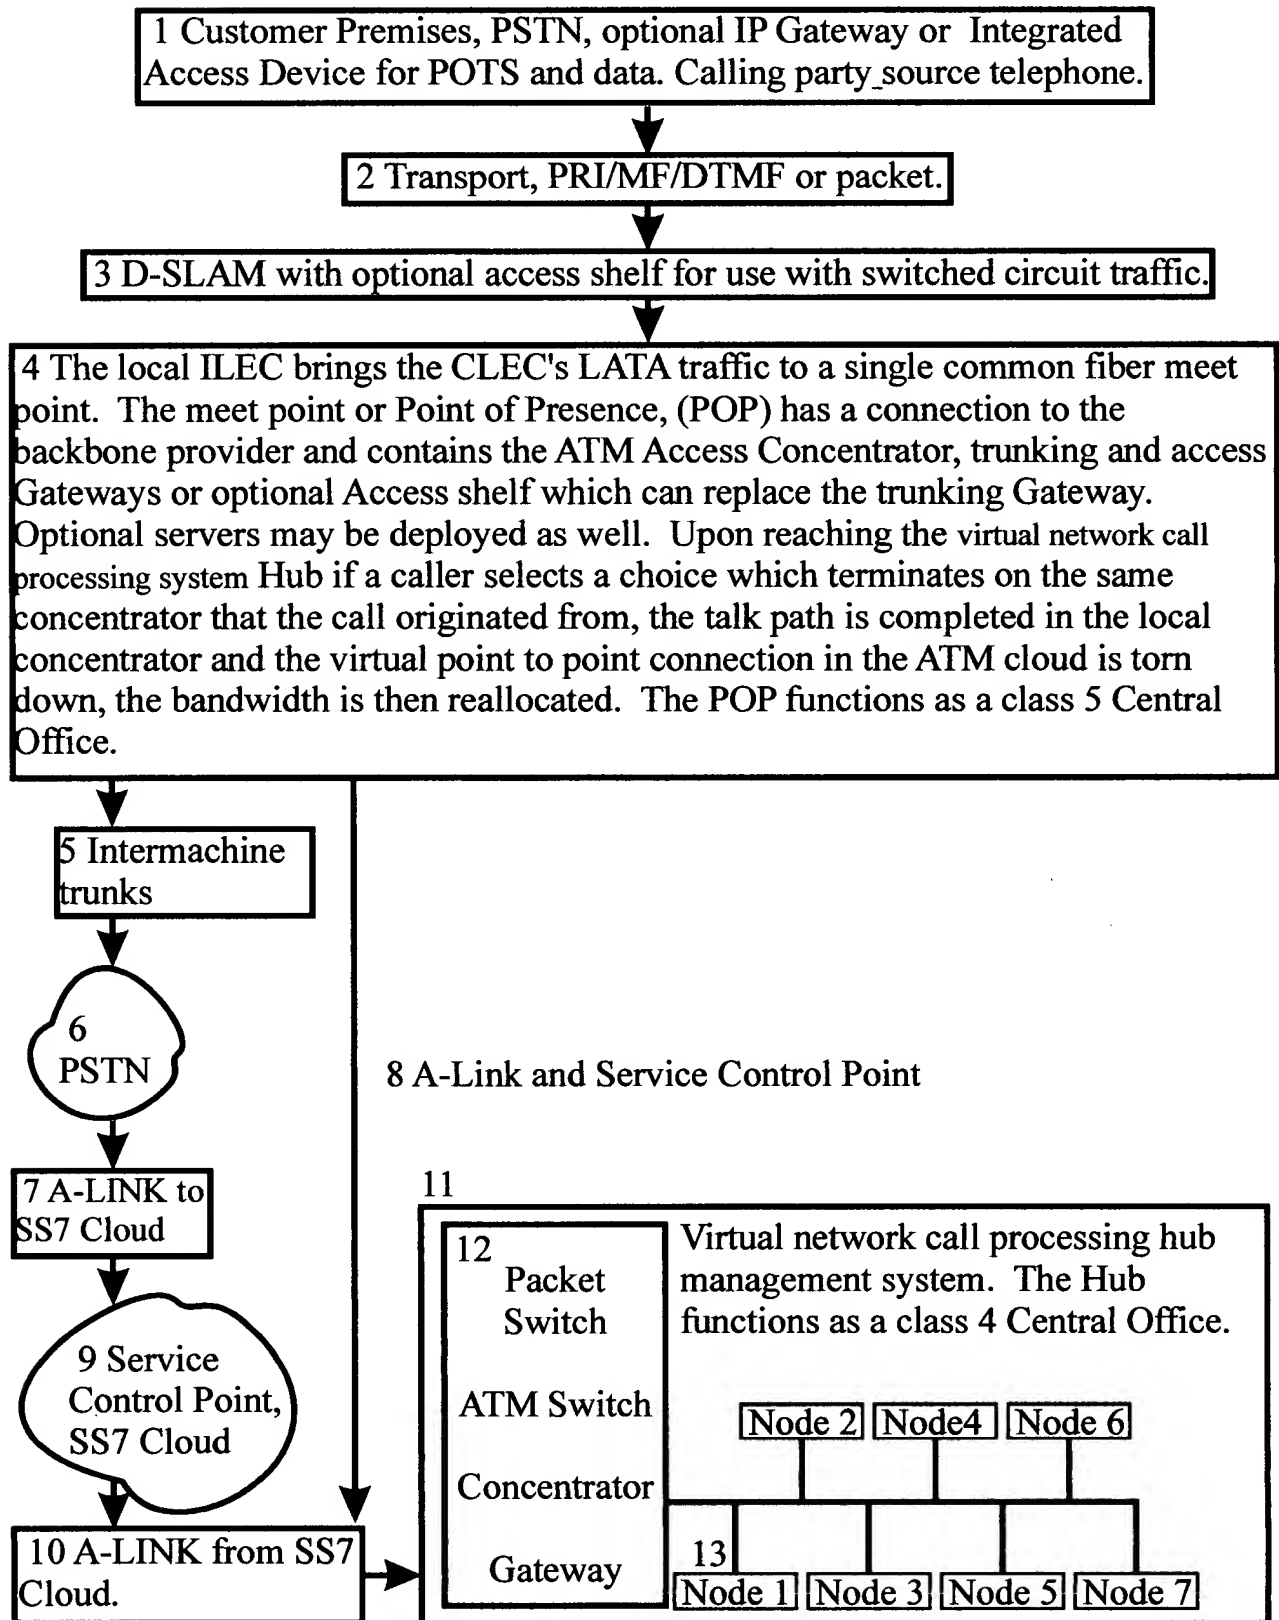 1 Customer Premises, PSTN, optional IP Gateway or Integrated
Access Device for POTS and data. Calling party_source telephone.
2 Transport, PRI/MF/DTMF or packet.
3 D-SLAM with optional access shelf for use with switched circuit traffic.
4 The local ILEC brings the CLEC's LATA traffic to a single common fiber meet
point. The meet point or Point of Presence, (POP) has a connection to the
backbone provider and contains the ATM Access Concentrator, trunking and access
Gateways or optional Access shelf which can replace the trunking Gateway.
Optional servers may be deployed as well. Upon reaching the virtual network call
processing system Hub if a caller selects a choice which terminates on the same
concentrator that the call originated from, the talk path is completed in the local
concentrator and the virtual point to point connection in the ATM cloud is torn
down, the bandwidth is then reallocated. The POP functions as a class 5 Central
Office.
5 Intermachine
trunks
6
PSTN
8 A-Link and Service Control Point
7 A-LINK to
SS7 Cloud
9 Service
Control Point,
SS7 Cloud
10 A-LINK from SS7
Cloud.
11
12
Packet
Switch
ATM Switch
Concentrator
Gateway
Virtual network call processing hub
management system. The Hub
functions as a class 4 Central Office.
Node 2 Node4 Node 6
13
Node 1 Node 3 Node 5 Node 7